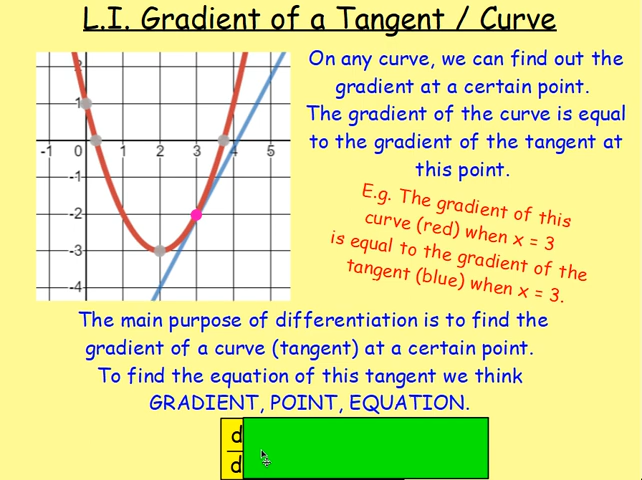 L.I. Gradient of a Tangent / Curve
On any curve, we can find out the
gradient at a certain point.
The gradient of the curve is equal
to the gradient of the tangent at
this point.
2
1
-1 0 1 2 3 4 5
-1
-2
-3
-4
E.g. The gradient of this
curve (red) when x = 3
is equal to the gradient of the
tangent (blue) when x = 3.
The main purpose of differentiation is to find the
gradient of a curve (tangent) at a certain point.
To find the equation of this tangent we think
GRADIENT, POINT, EQUATION.
d
d